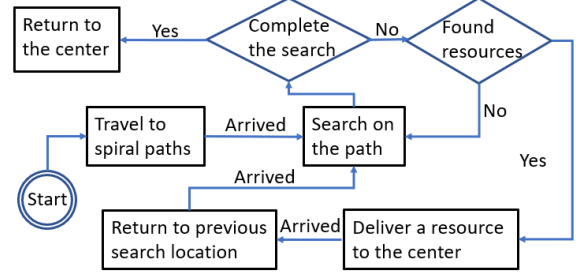 Return to
the center
Yes
Complete
the search
No
Found
resources
No
Yes
Travel to
spiral paths
Arrived
Search on
the path
Arrived
Start
Return to previous
search location
Arrived
Deliver a resource
to the center